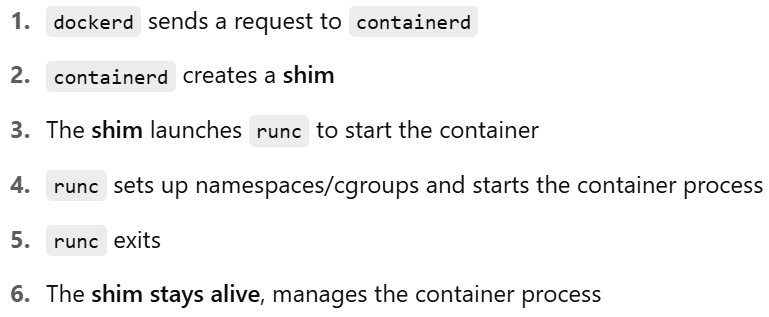 1. dockerd sends a request to containerd
2. containerd creates a shim
3. The shim launches runc to start the container
4. runc sets up namespaces/cgroups and starts the container process
5. runc exits
6. The shim stays alive, manages the container process